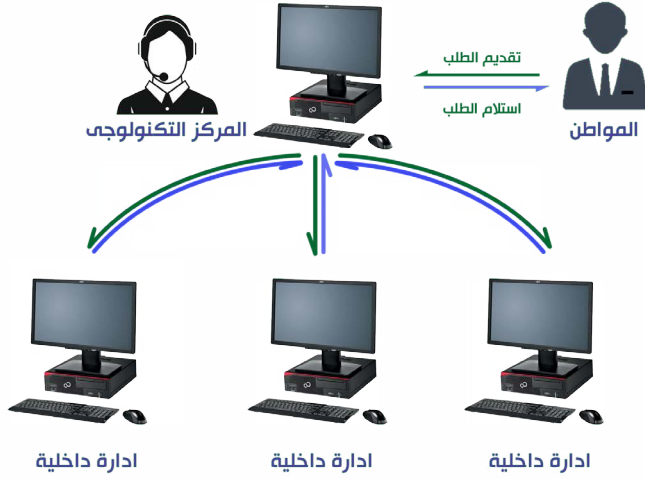 تقديم الطلب
استلام الطلب
المواطن
المركز التكنولوجى
ادارة داخلية
ادارة داخلية
ادارة داخلية